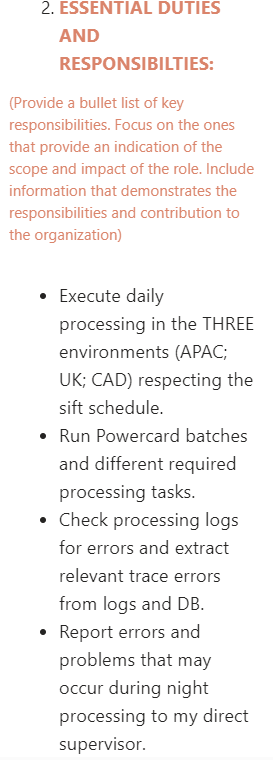 2. ESSENTIAL DUTIES
AND
RESPONSIBILTIES:
(Provide a bullet list of key
responsibilities. Focus on the ones
that provide an indication of the
scope and impact of the role. Include
information that demonstrates the
responsibilities and contribution to
the organization)
• Execute daily
processing in the THREE
environments (APAC;
UK; CAD) respecting the
sift schedule.
• Run Powercard batches
and different required
processing tasks.
• Check processing logs
for errors and extract
relevant trace errors
from logs and DB.
• Report errors and
problems that may
occur during night
processing to my direct
supervisor.